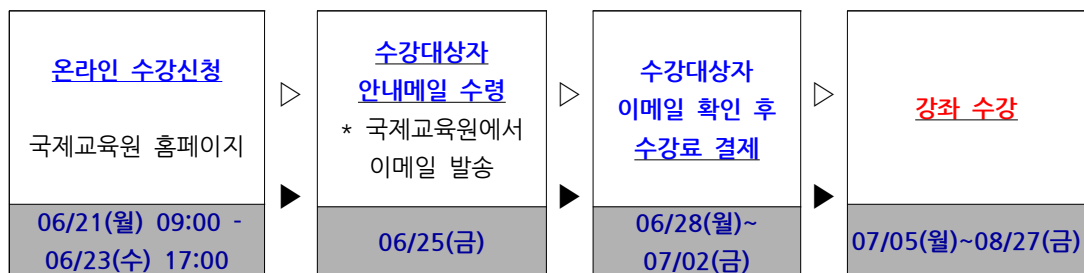 온라인 수강신청
국제교육원 홈페이지
06/21(월) 09:00 -
06/23(수) 17:00
▷
▶
수강대상자
안내메일 수령
* 국제교육원에서
이메일 발송
06/25(금)
▷
▶
수강대상자
이메일 확인 후
수강료 결제
06/28(월)~
07/02(금)
▷
▶
강좌 수강
07/05(월)~08/27(금)